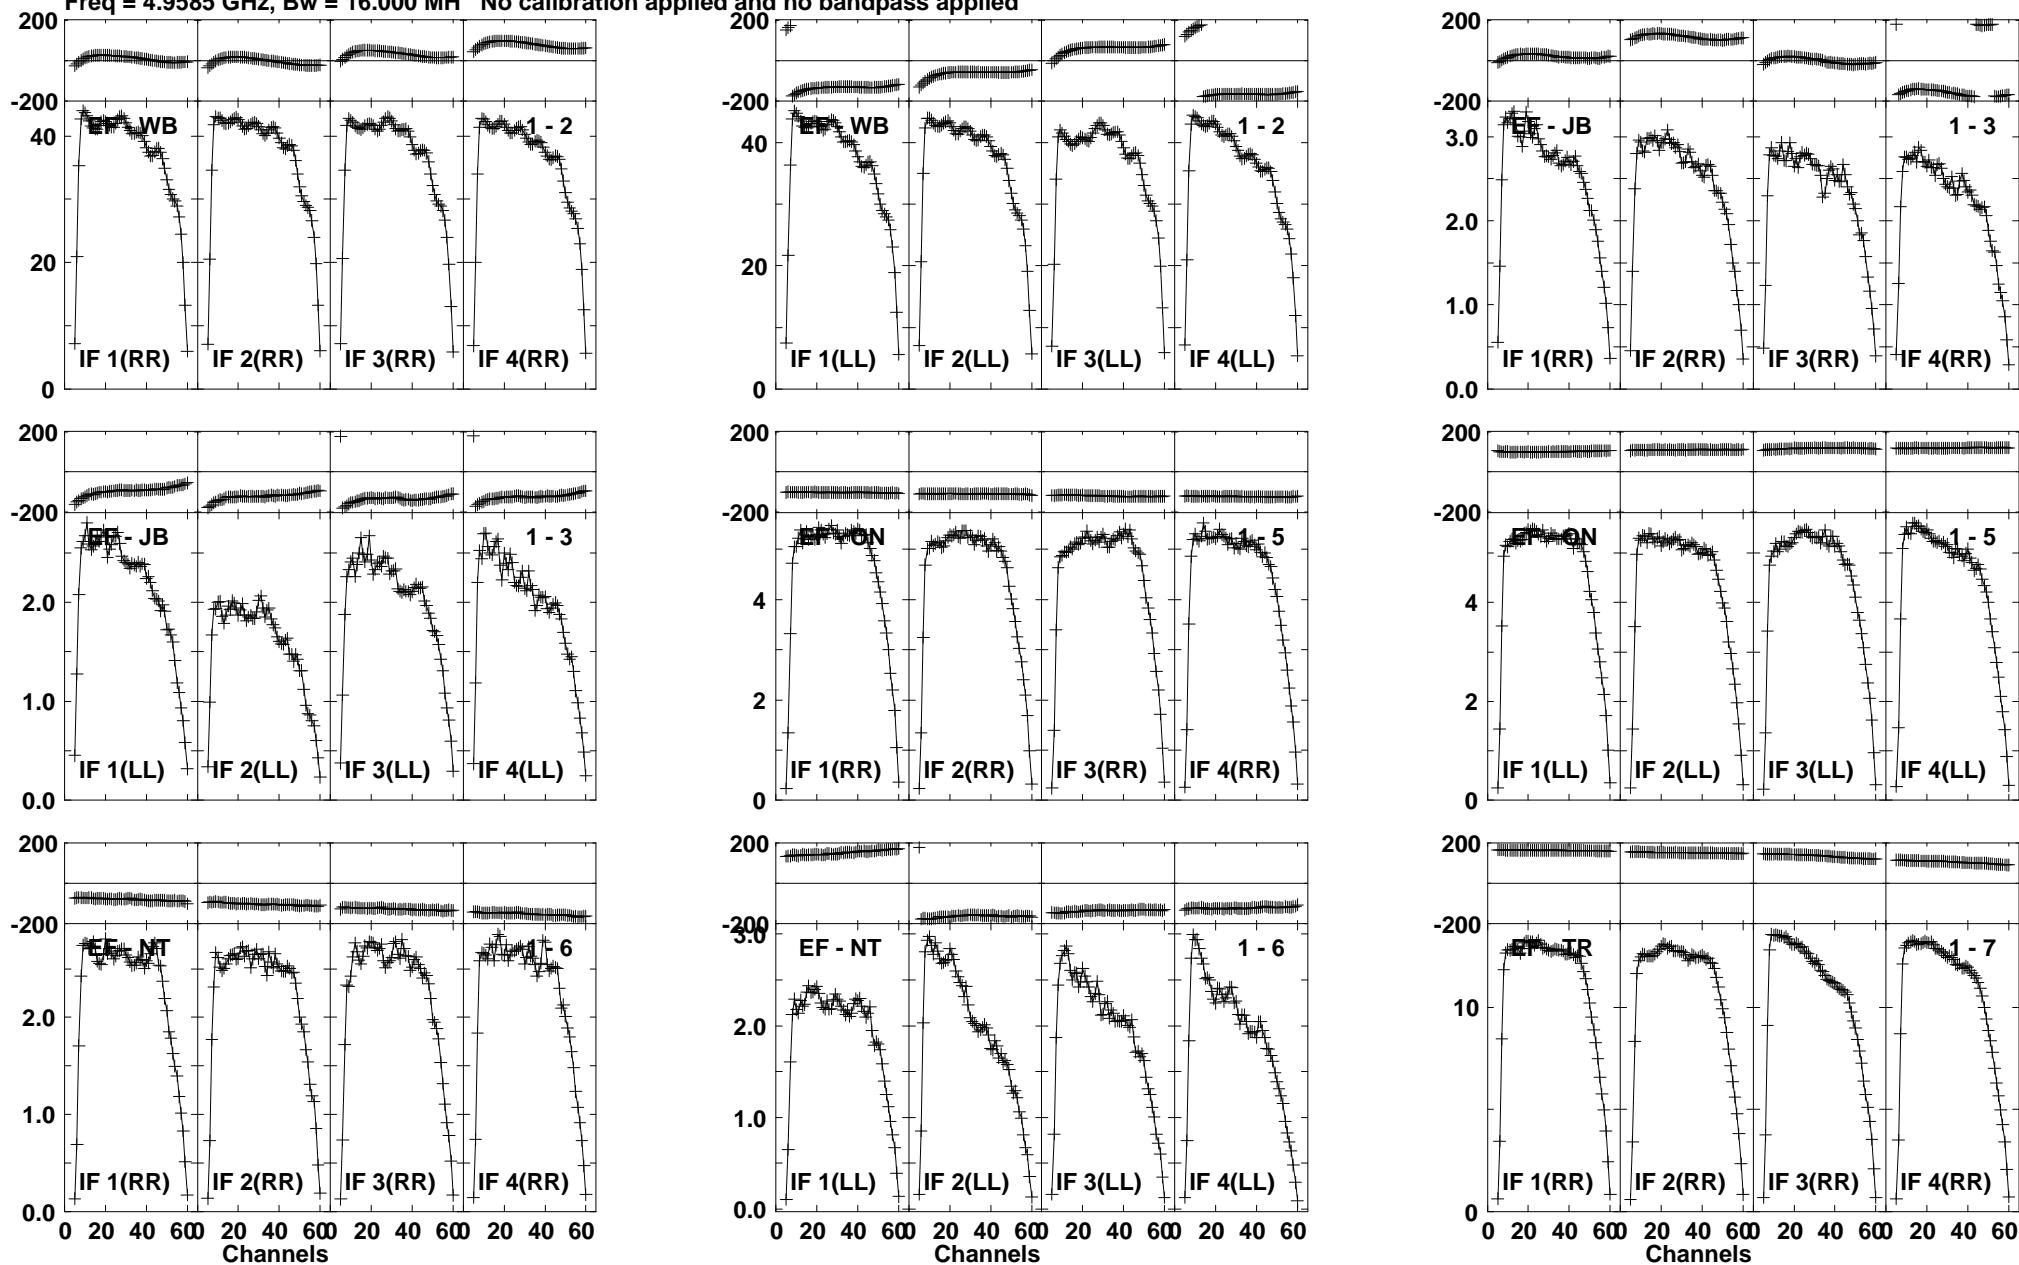 Freq = 4.9585 GHz, Bw = 16.000 MH No calibration applied and no bandpass applied
200 200 200
-200 -200 -200
EF - WB 1 - 2 EF - WB 1 - 2 EF - JB 1 - 3
40 40 3.0
2.0
20 20
1.0
IF 1(RR) IF 2(RR) IF 3(RR) IF 4(RR) IF 1(LL) IF 2(LL) IF 3(LL) IF 4(LL) IF 1(RR) IF 2(RR) IF 3(RR) IF 4(RR)
0 0 0.0
200 200 200
-200 -200 -200
EF - JB 1 - 3 EF - ON 1 - 5 EF - ON 1 - 5
2.0 4 4
1.0 2 2
IF 1(LL) IF 2(LL) IF 3(LL) IF 4(LL) IF 1(RR) IF 2(RR) IF 3(RR) IF 4(RR) IF 1(LL) IF 2(LL) IF 3(LL) IF 4(LL)
0.0 0 0
200 200 200
-200 -200 -200
3.0
EF - NT 1 - 6 EF - NT 1 - 6 EF - TR 1 - 7
2.0 2.0 10
1.0 1.0
IF 1(RR) IF 2(RR) IF 3(RR) IF 4(RR) IF 1(LL) IF 2(LL) IF 3(LL) IF 4(LL) IF 1(RR) IF 2(RR) IF 3(RR) IF 4(RR)
0.0 0.0 0
0 20 40 60 20 40 60 0 20 40 60 0 20 40 60 0 20 40 60 20 40 60 0 20 40 60 0 20 40 60 0 20 40 60 20 40 60 0 20 40 60 0 20 40 60
Channels Channels Channels